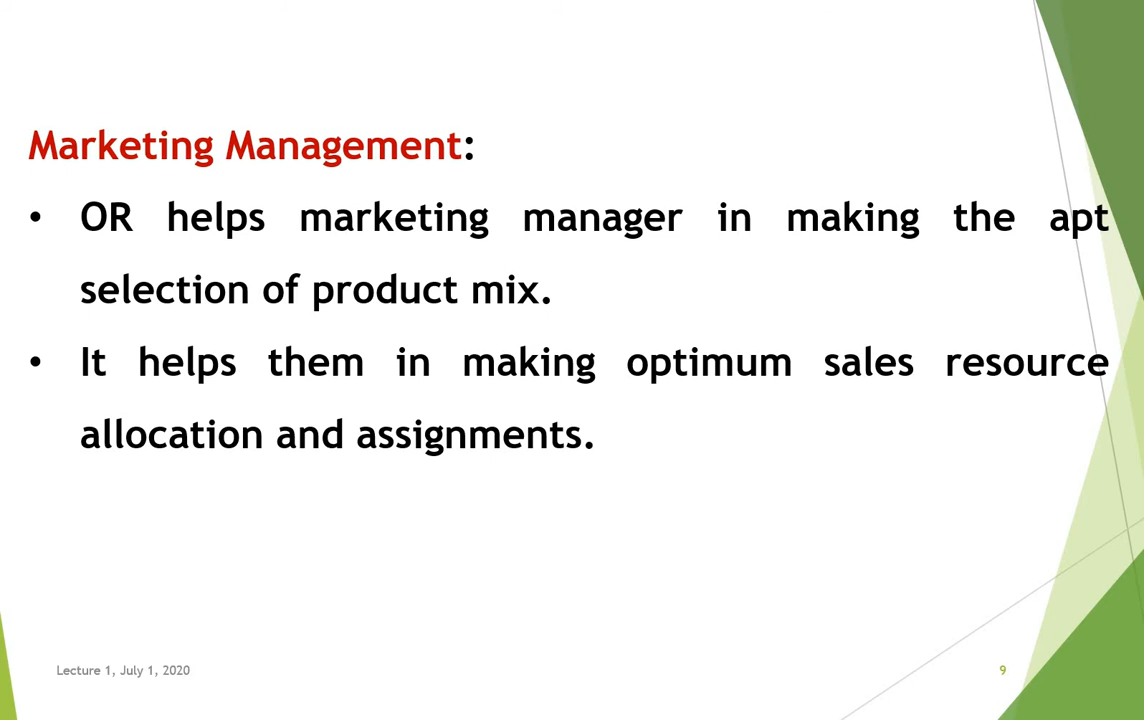 Marketing Management:
• OR helps marketing manager in making the apt
selection of product mix.
• It helps them in making optimum sales resource
allocation and assignments.
Lecture 1, July 1, 2020
9